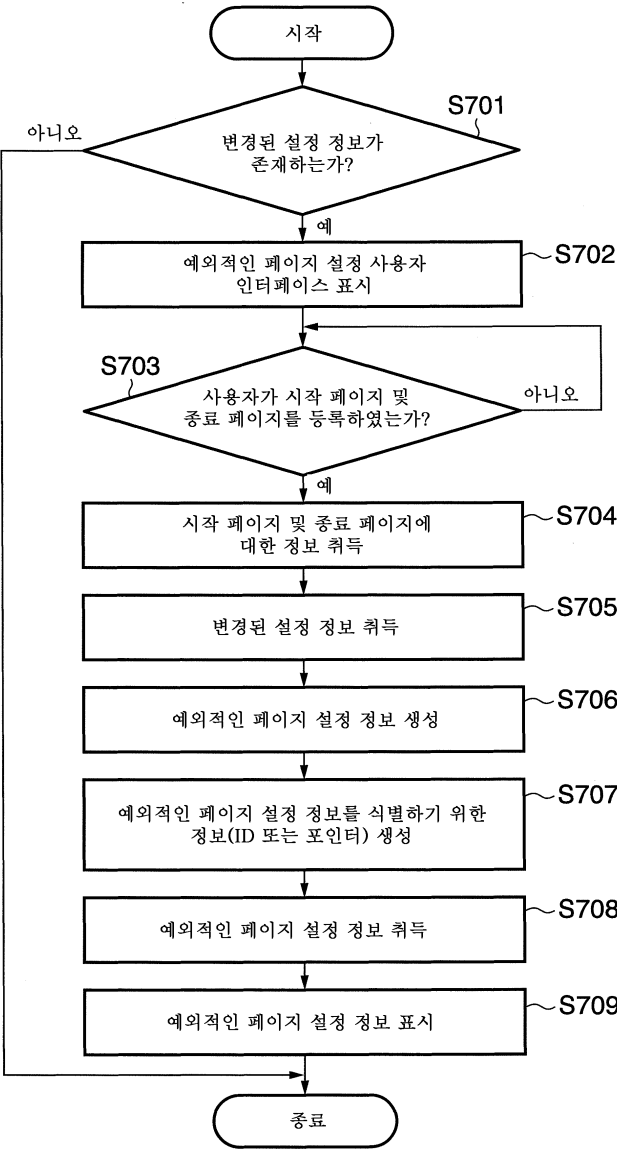 시작
S701
아니오
변경된 설정 정보가
존재하는가?
예
S702
예외적인 페이지 설정 사용자
인터페이스 표시
S703
사용자가 시작 페이지 및
종료 페이지를 등록하였는가?
아니오
예
S704
시작 페이지 및 종료 페이지에
대한 정보 취득
S705
변경된 설정 정보 취득
S706
예외적인 페이지 설정 정보 생성
S707
예외적인 페이지 설정 정보를 식별하기 위한
정보(ID 또는 포인터) 생성
S708
예외적인 페이지 설정 정보 취득
S709
예외적인 페이지 설정 정보 표시
종료